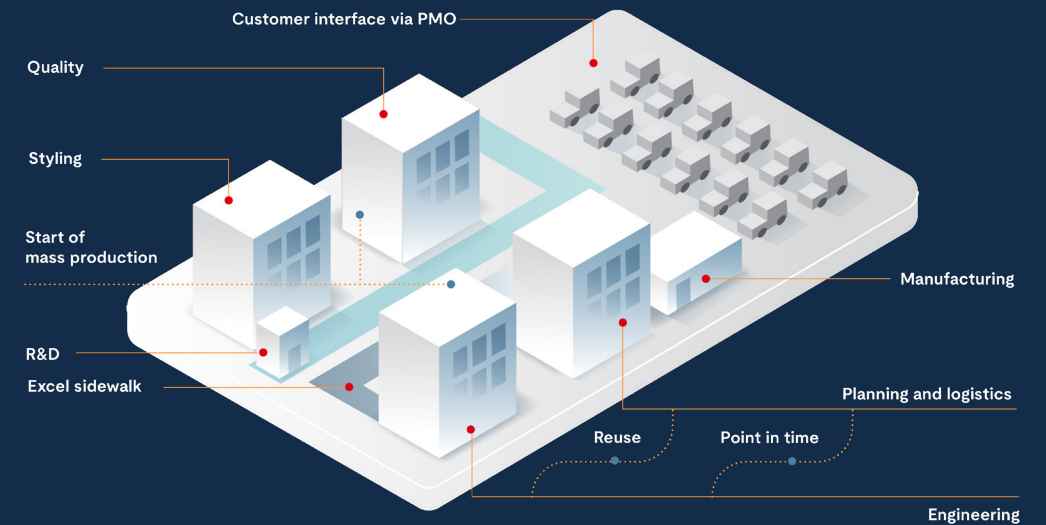 Customer interface via PMO
Quality
Styling
Start of
mass production
Manufacturing
R&D
Excel sidewalk
Planning and logistics
Reuse
Point in time
Engineering